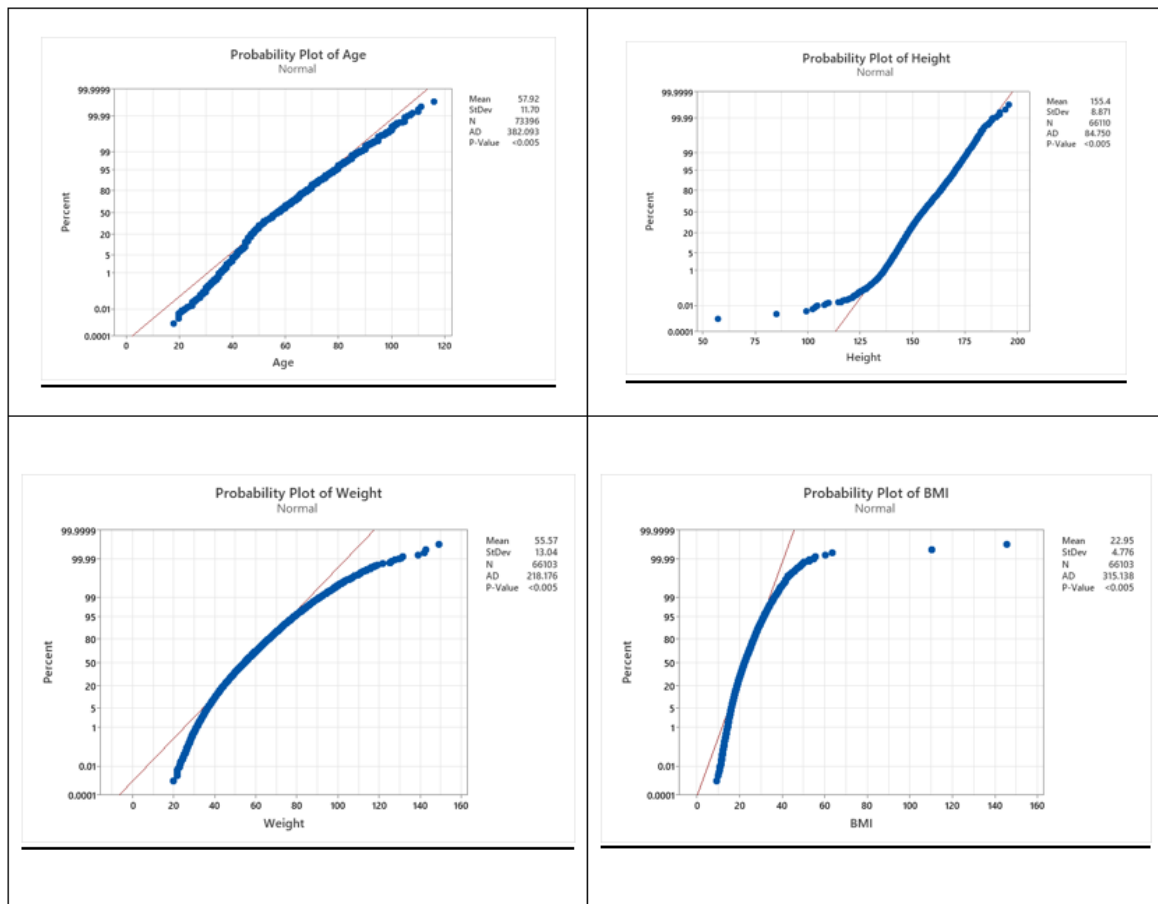 Probability Plot of Age
Normal
99.9999
99.99
99
95
80
50
20
5
1
0.01
0.0001
Percent
0 20 40 60 80 100 120
Age
Mean 57.92
StDev 11.70
N 73396
AD 382.093
P-Value <0.005
Probability Plot of Height
Normal
99.9999
99.99
99
95
80
50
20
5
1
0.01
0.0001
Percent
50 75 100 125 150 175 200
Height
Mean 155.4
StDev 8.871
N 66110
AD 84.750
P-Value <0.005
Probability Plot of Weight
Normal
99.9999
99.99
99
95
80
50
20
5
1
0.01
0.0001
Percent
0 20 40 60 80 100 120 140 160
Weight
Mean 55.57
StDev 13.04
N 66103
AD 218.176
P-Value <0.005
Probability Plot of BMI
Normal
99.9999
99.99
99
95
80
50
20
5
1
0.01
0.0001
Percent
0 20 40 60 80 100 120 140 160
BMI
Mean 22.95
StDev 4.776
N 66103
AD 315.138
P-Value <0.005